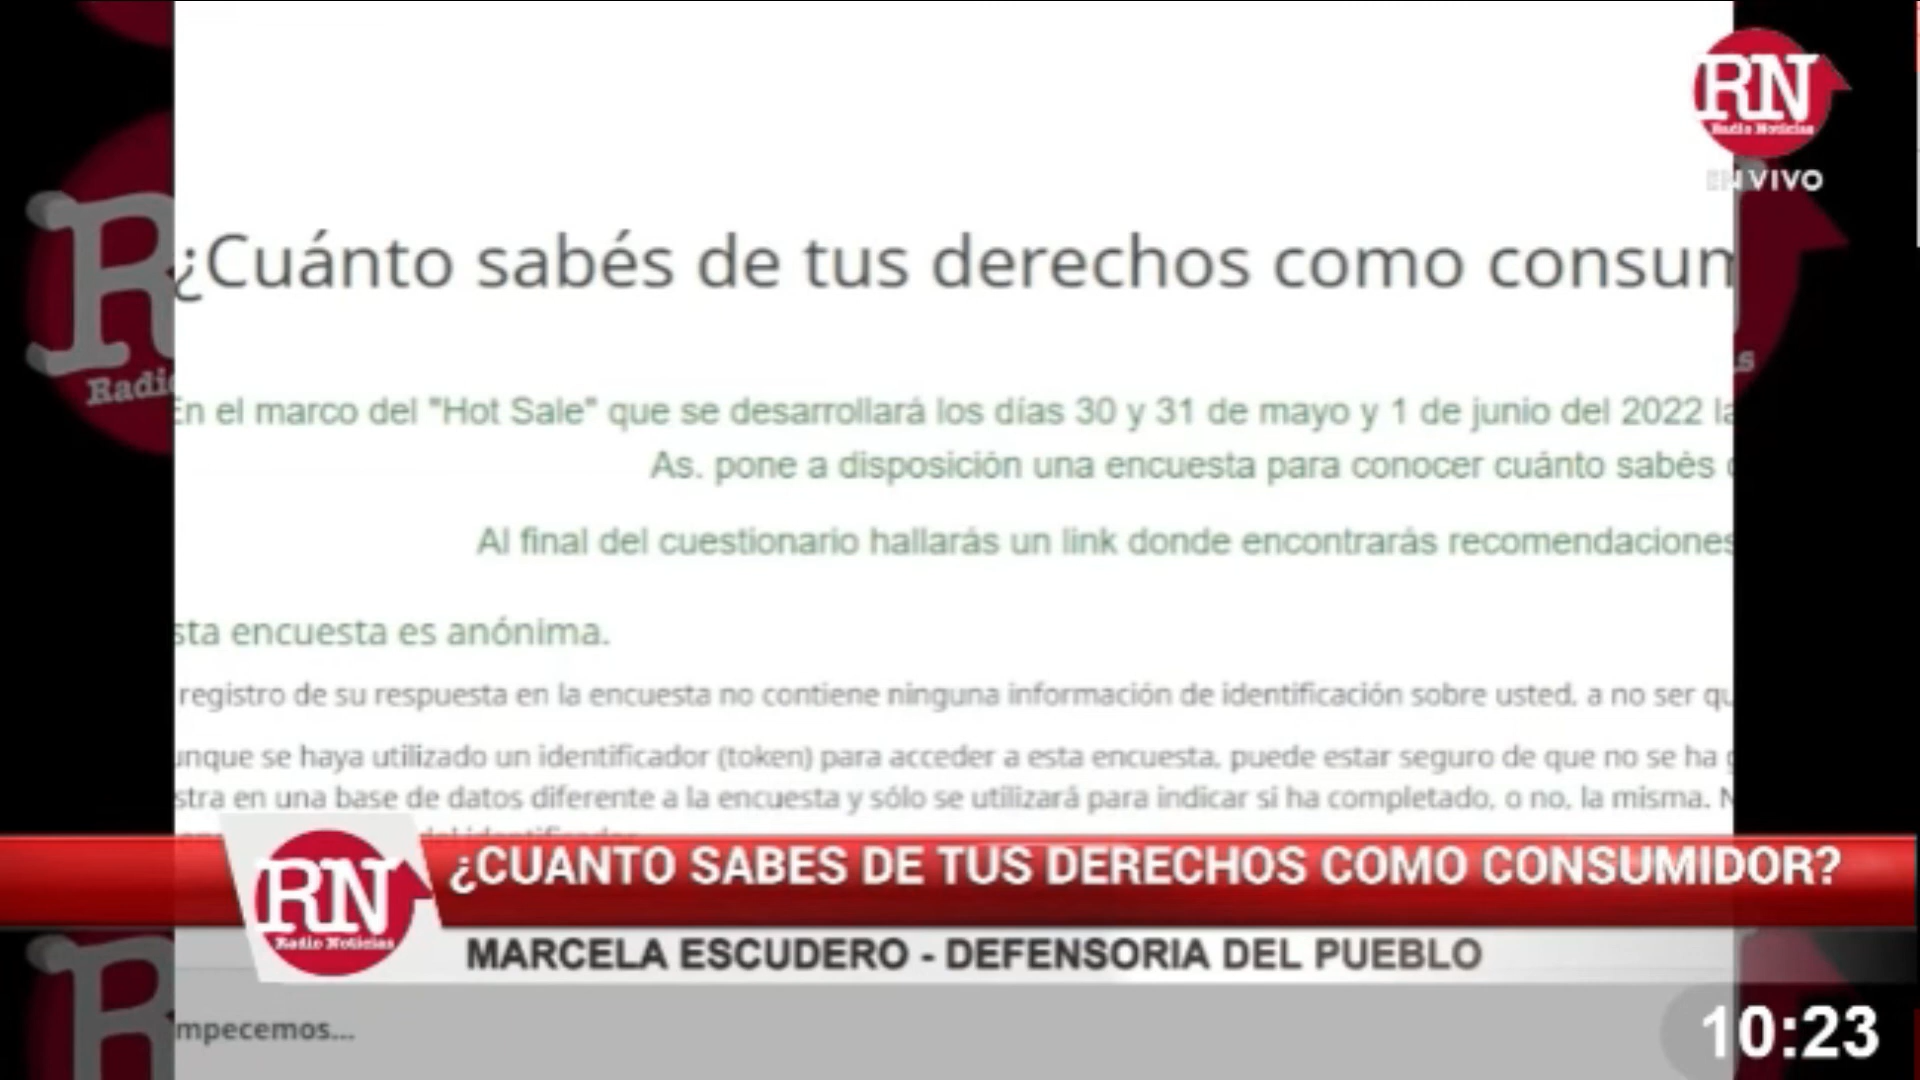 RN
Radio Noticias
EN VIVO
¿Cuánto sabés de tus derechos como consum
En el marco del "Hot Sale" que se desarrollará los días 30 y 31 de mayo y 1 de junio del 2022 la
As. pone a disposición una encuesta para conocer cuánto sabés
Al final del cuestionario hallarás un link donde encontrarás recomendaciones
sta encuesta es anónima.
registro de su respuesta en la encuesta no contiene ninguna información de identificación sobre usted, a no ser qu
unque se haya utilizado un identificador (token) para acceder a esta encuesta, puede estar seguro de que no se ha g
stra en una base de datos diferente a la encuesta y sólo se utilizará para indicar si ha completado, o no, la misma. N
RN
Radio Noticias
¿CUANTO SABES DE TUS DERECHOS COMO CONSUMIDOR?
MARCELA ESCUDERO - DEFENSORIA DEL PUEBLO
mpecemos...
10:23